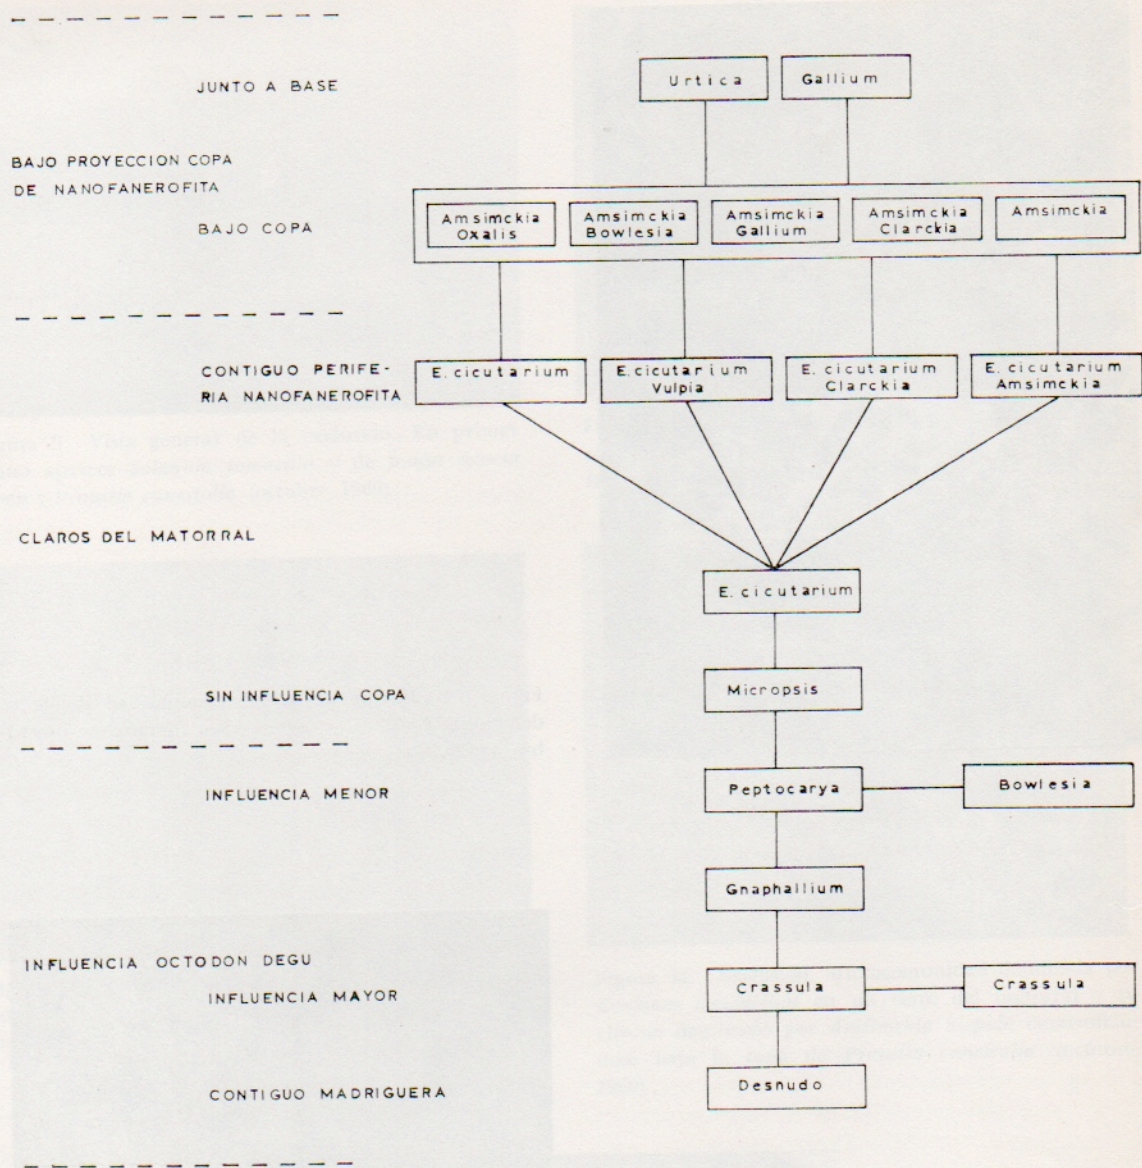 JUNTO A BASE
Urtica
Gallium
BAJO PROYECCION COPA
DE NANOFANEROFITA
BAJO COPA
Amsimckia
Oxalis
Amsimckia
Bowlesia
Amsimckia
Gallium
Amsimckia
Clarckia
Amsimckia
CONTIGUO PERIFE-
RIA NANOFANEROFITA
E. cicutarium
E.cicutarium
Vulpia
E. cicutarium
Clarckia
E. cicutarium
Amsimckia
CLAROS DEL MATORRAL
E. cicutarium
SIN INFLUENCIA COPA
Micropsis
INFLUENCIA MENOR
Peptocarya
Bowlesia
Gnaphallium
INFLUENCIA OCTODON DEGU
INFLUENCIA MAYOR
Crassula
Crassula
CONTIGUO MADRIGUERA
Desnudo